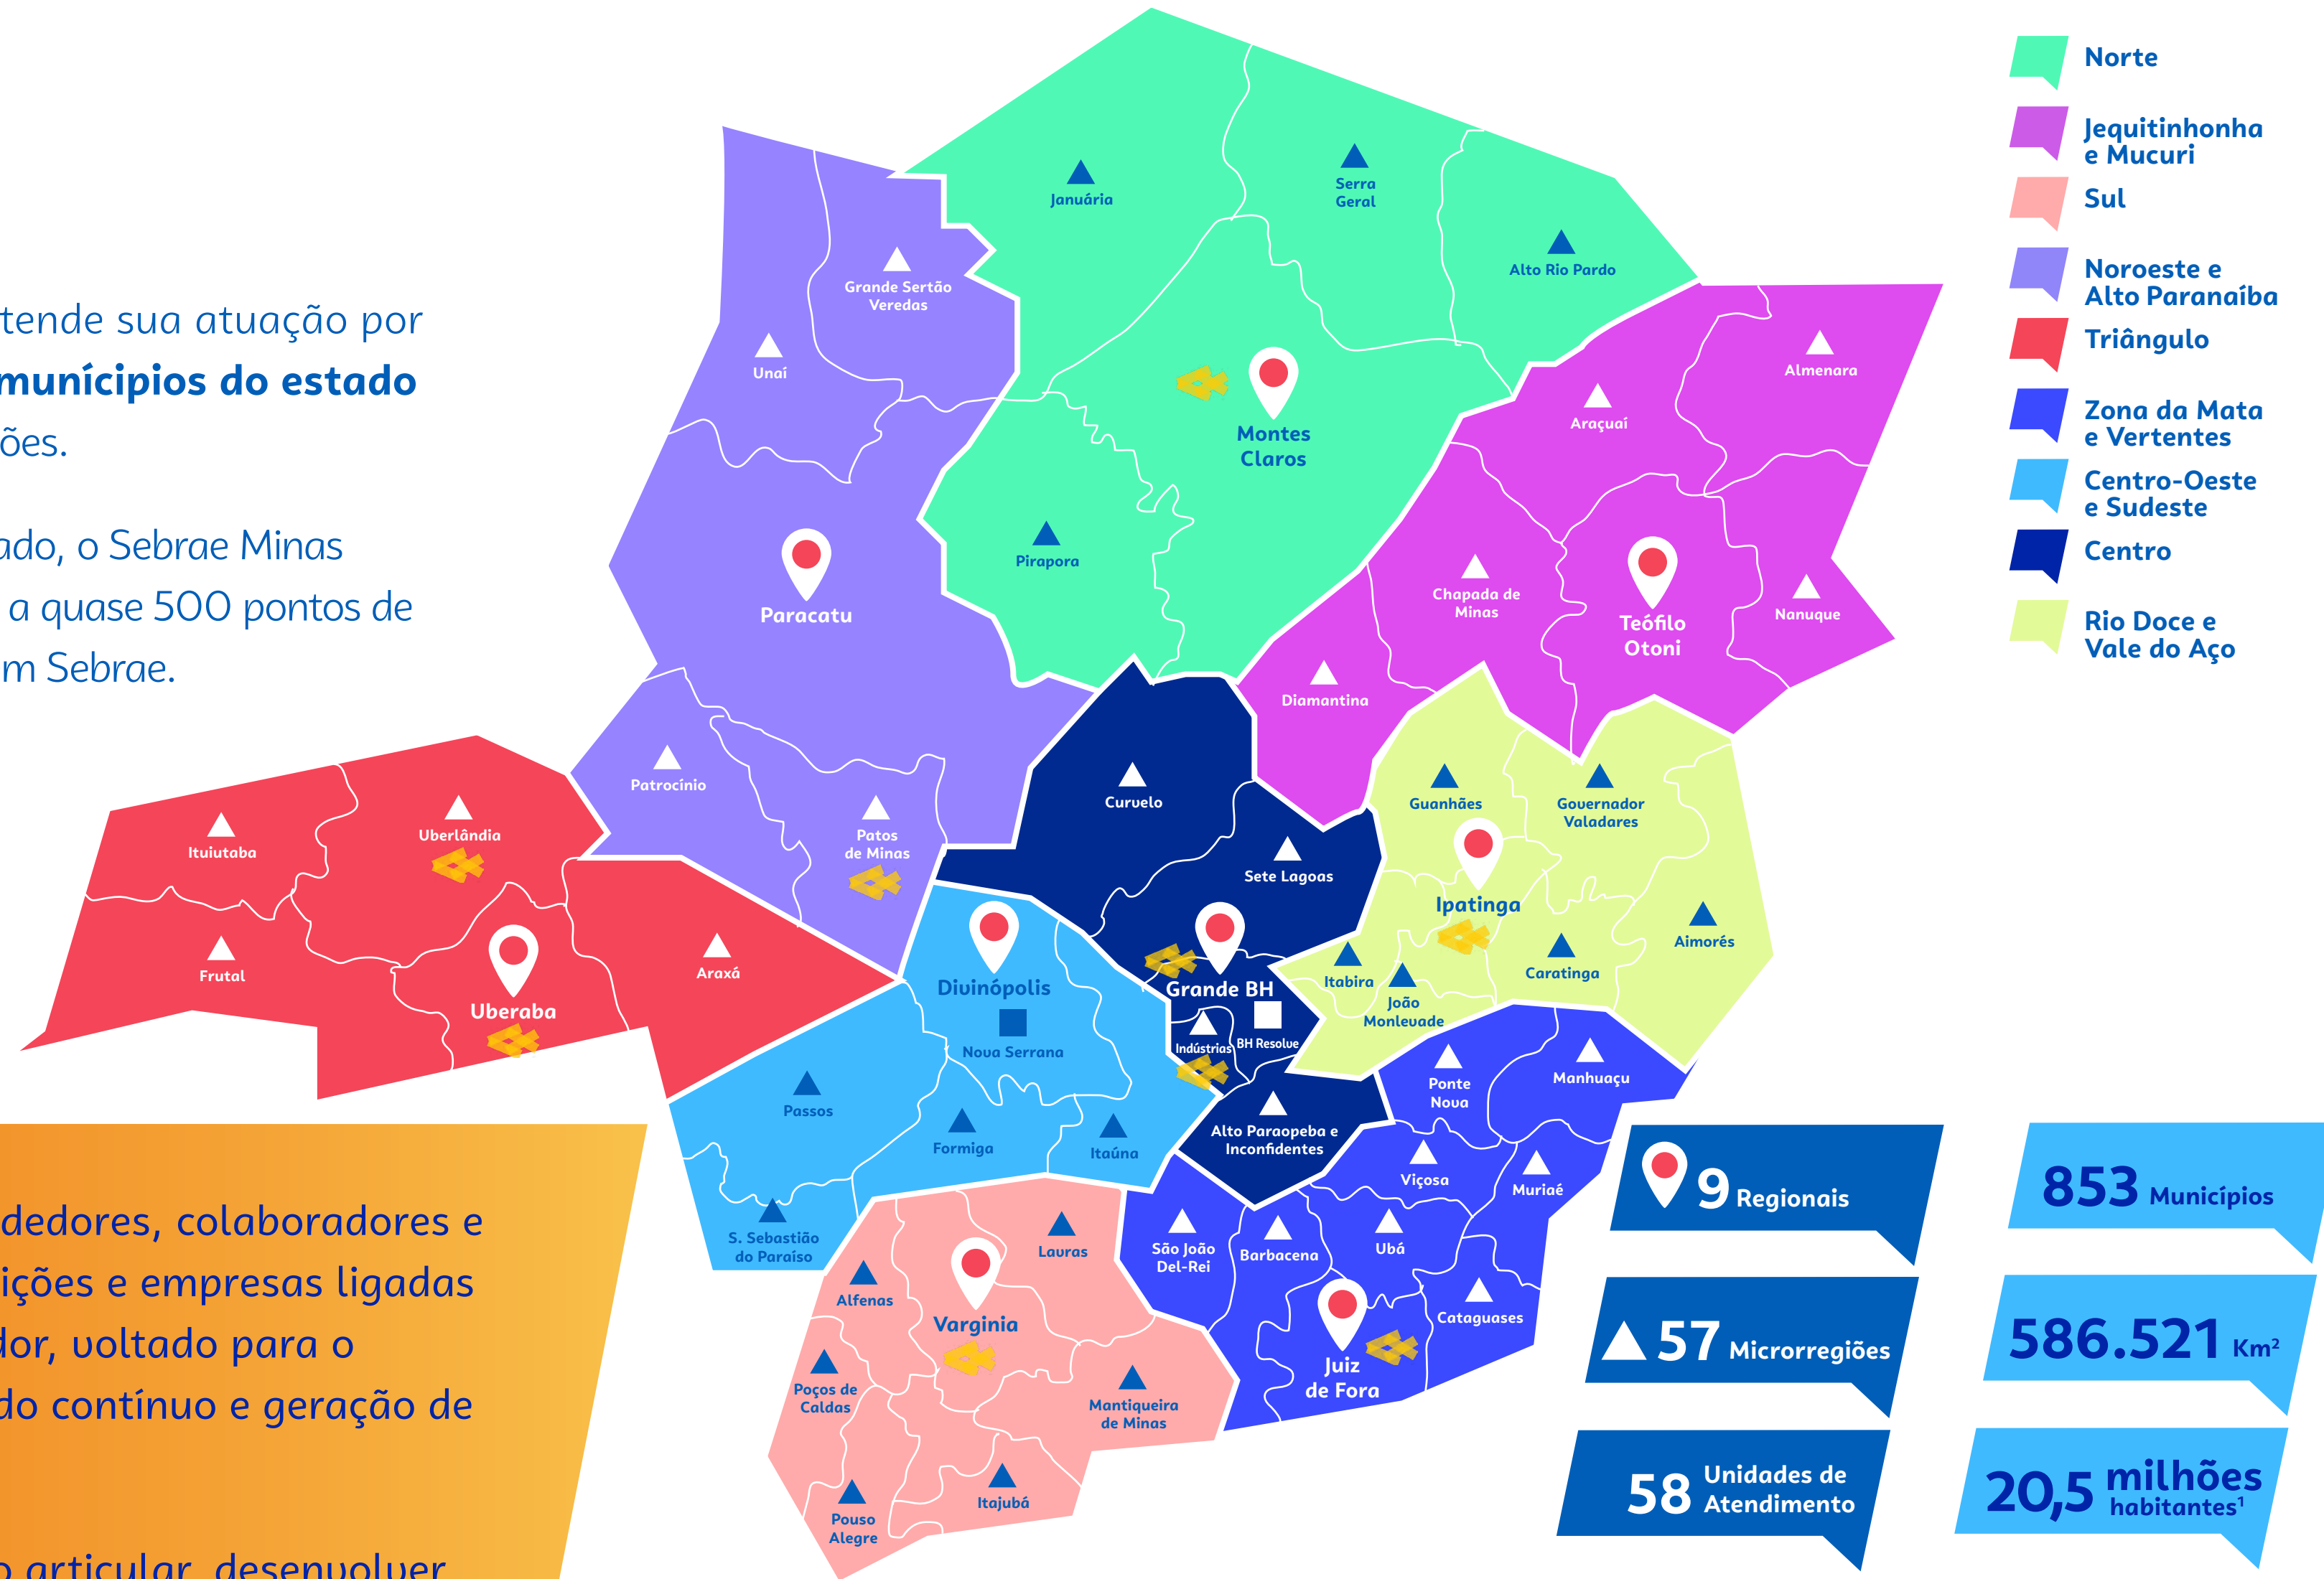 tende sua atuação por
munícipios do estado
ões.
ado, o Sebrae Minas
a quase 500 pontos de
m Sebrae.
dedores, colaboradores e
ições e empresas ligadas
dor, voltado para o
do contínuo e geração de
o articular, desenvolver
Januária
Serra
Geral
Alto Rio Pardo
Grande Sertão
Veredas
Unaí
Almenara
Araçuaí
Montes
Claros
Pirapora
Paracatu
Chapada de
Minas
Teófilo
Otoni
Nanuque
Diamantina
Patrocínio
Curvelo
Guanhães
Governador
Valadares
Ituiutaba
Uberlândia
Patos
de Minas
Sete Lagoas
Ipatinga
Aimorés
Frutal
Uberaba
Araxá
Divinópolis
Nova Serrana
Grande BH
Indústrias
BH Resolve
Itabira
João
Monlevade
Caratinga
Passos
Formiga
Itaúna
Alto Paraopeba e
Inconfidentes
Ponte
Nova
Manhuaçu
Viçosa
Muriaé
S. Sebastião
do Paraíso
Lavras
São João
Del-Rei
Barbacena
Ubá
Alfenas
Varginia
Cataguases
Juiz
de Fora
Poços de
Caldas
Mantiqueira
de Minas
Itajubá
Pouso
Alegre
Norte
Jequitinhonha
e Mucuri
Sul
Noroeste e
Alto Paranaíba
Triângulo
Zona da Mata
e Vertentes
Centro-Oeste
e Sudeste
Centro
Rio Doce e
Vale do Aço
9 Regionais
853 Municípios
57 Microrregiões
586.521 Km²
58 Unidades de
Atendimento
20,5 milhões
habitantes¹